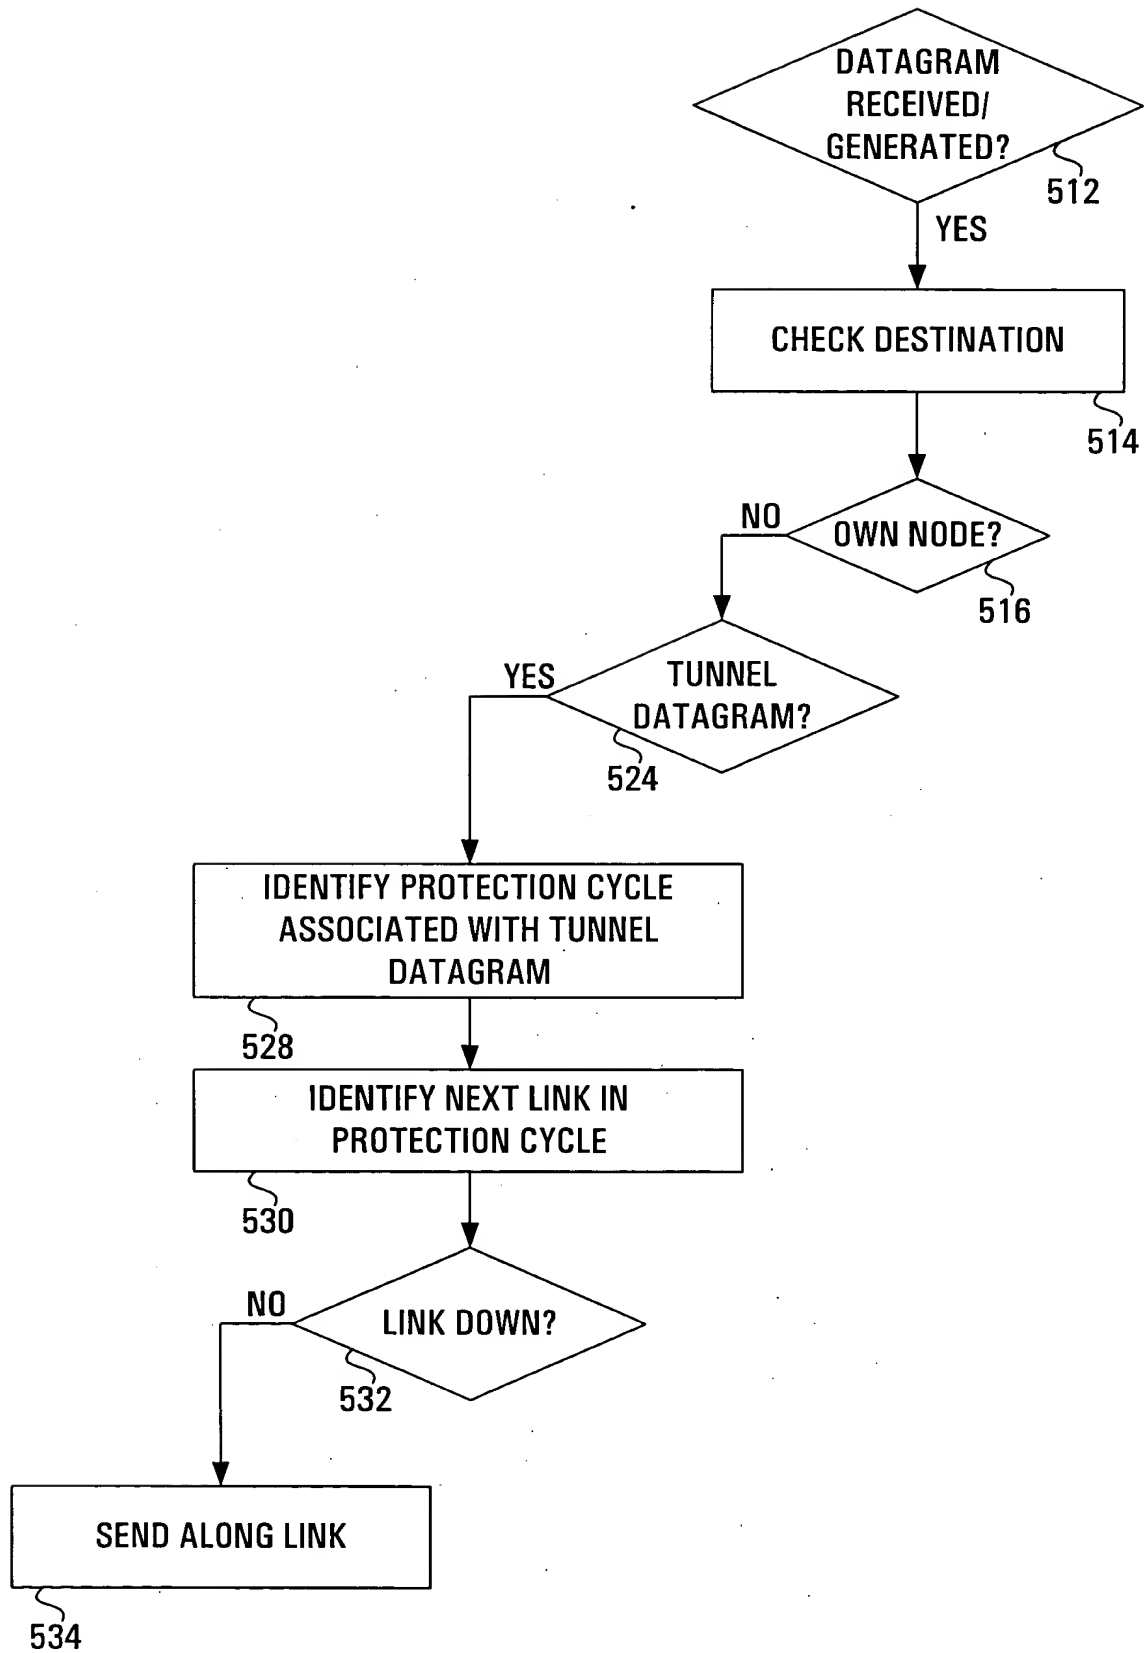 DATAGRAM
RECEIVED/
GENERATED?
512
YES
CHECK DESTINATION
514
NO
OWN NODE?
516
YES
TUNNEL
DATAGRAM?
524
IDENTIFY PROTECTION CYCLE
ASSOCIATED WITH TUNNEL
DATAGRAM
528
IDENTIFY NEXT LINK IN
PROTECTION CYCLE
530
NO
LINK DOWN?
532
SEND ALONG LINK
534